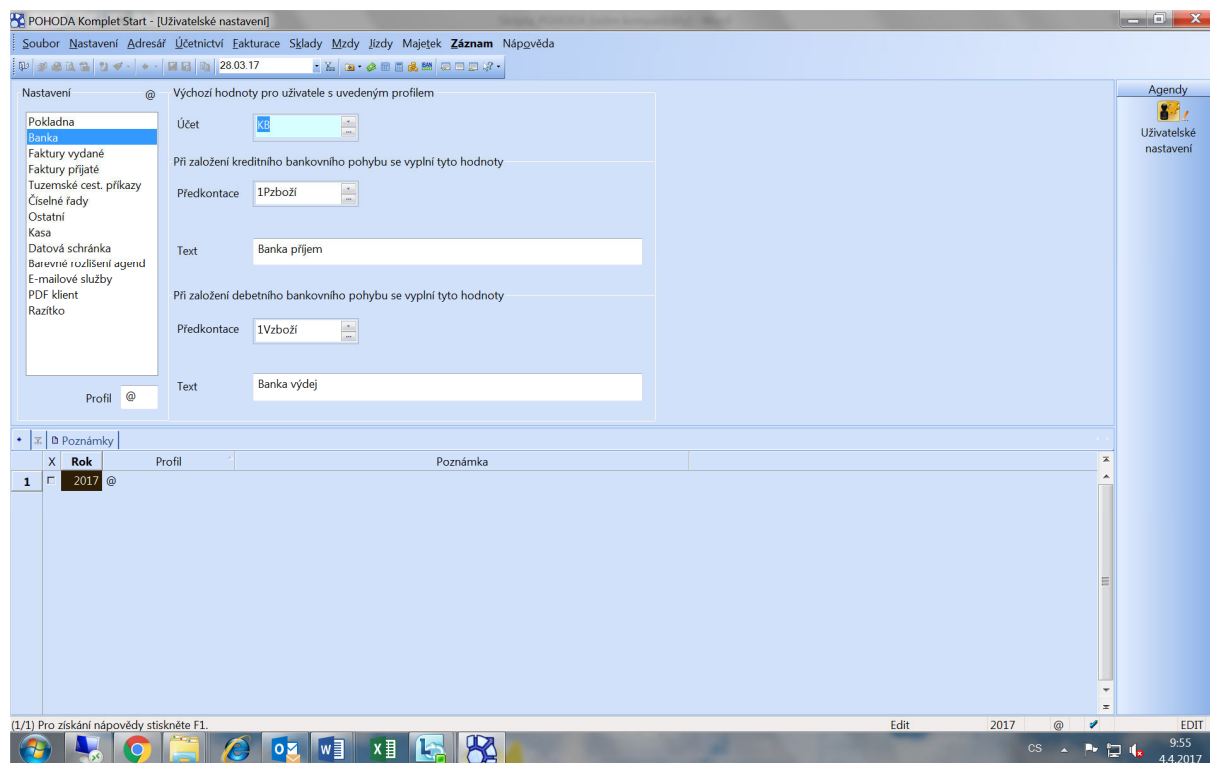 POHODA Komplet Start - [Uživatelské nastavení]
Soubor Nastavení Adresář Účetnictví Fakturace Sklady Mzdy Jízdy Majetek Záznam Nápověda
28.03.17
Nastavení @
Výchozí hodnoty pro uživatele s uvedeným profilem
Agendy
Uživatelské
nastavení
Pokladna
Banka
Faktury vydané
Faktury přijaté
Tuzemské cest. příkazy
Číselné řady
Ostatní
Kasa
Datová schránka
Barevné rozlišení agend
E-mailové služby
PDF klient
Razítko
Profil @
Účet KB
Při založení kreditního bankovního pohybu se vyplní tyto hodnoty
Předkontace 1Pzboží
Text Banka příjem
Při založení debetního bankovního pohybu se vyplní tyto hodnoty
Předkontace 1Vzboží
Text Banka výdej
Poznámky
X Rok Profil Poznámka
1 2017 @
(1/1) Pro získání nápovědy stiskněte F1. Edit 2017 @ EDIT
CS 9:55
4.4.2017